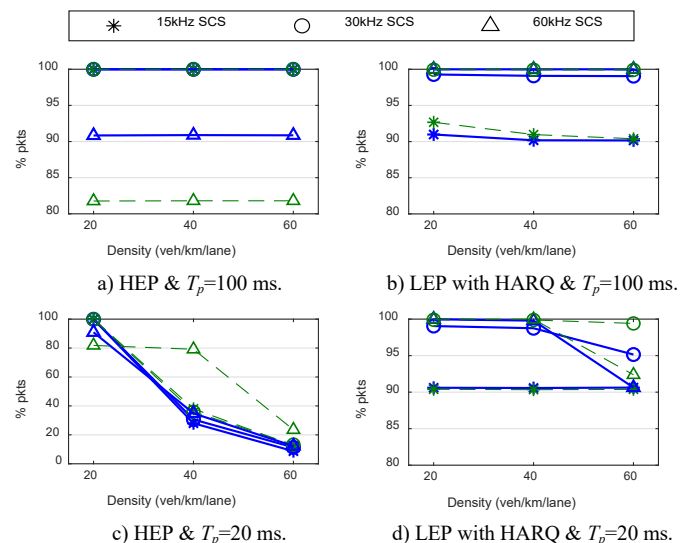 15kHz SCS 30kHz SCS 60kHz SCS
100
95
90
85
80
% pkts
20 40 60
Density (veh/km/lane)
a) HEP & Tp=100 ms.
100
95
90
85
80
% pkts
20 40 60
Density (veh/km/lane)
b) LEP with HARQ & Tp=100 ms.
100
80
60
40
20
0
% pkts
20 40 60
Density (veh/km/lane)
c) HEP & Tp=20 ms.
100
95
90
85
80
% pkts
20 40 60
Density (veh/km/lane)
d) LEP with HARQ & Tp=20 ms.